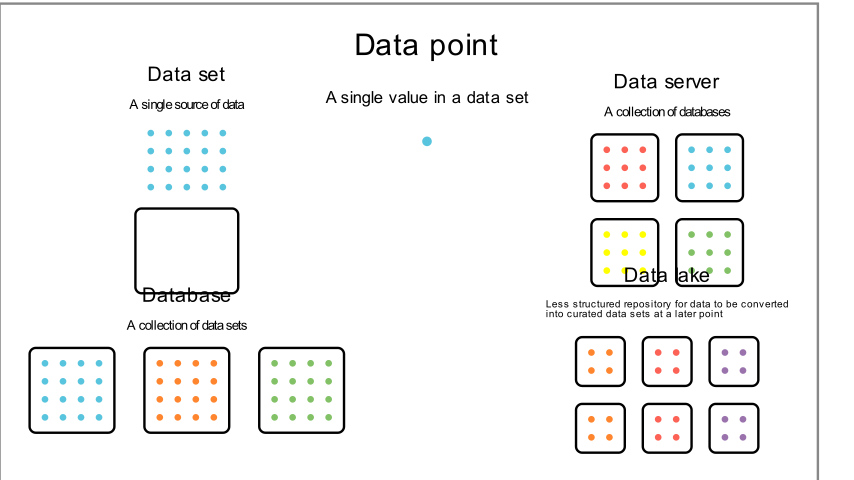 Data point
A single value in a data set
Data set
A single source of data
Database
A collection of data sets
Data server
A collection of databases
Data lake
Less structured repository for data to be converted
into curated data sets at a later point